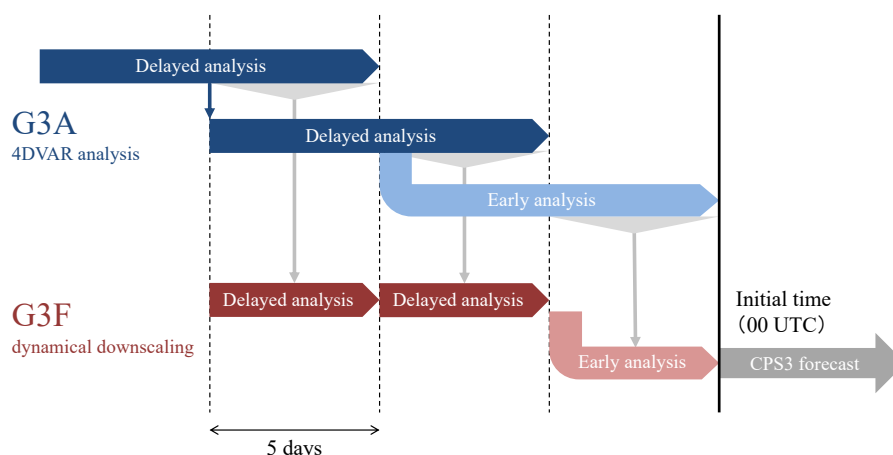 Delayed analysis
G3A
4DVAR analysis
Delayed analysis
Early analysis
G3F
dynamical downscaling
Delayed analysis
Delayed analysis
Early analysis
Initial time
（00 UTC）
CPS3 forecast
5 days